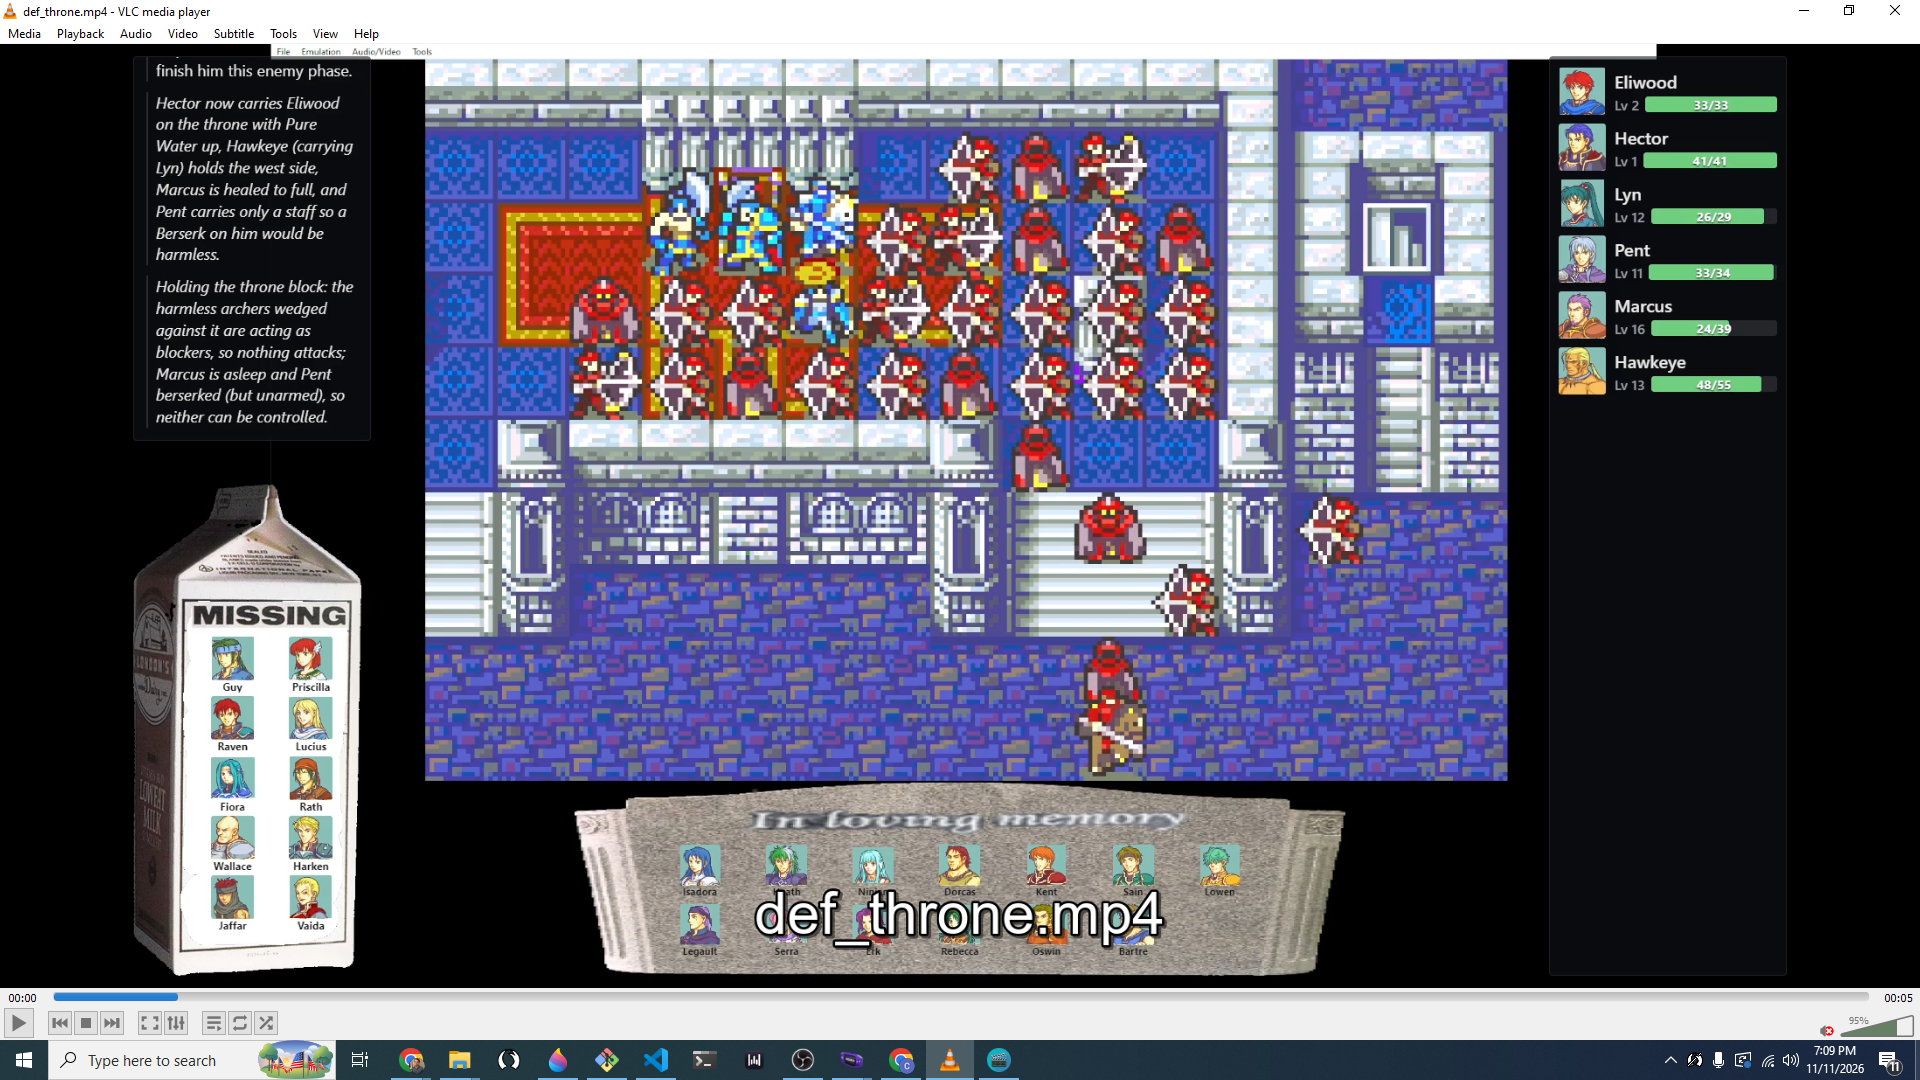 def_throne.mp4 - VLC media player
Media Playback Audio Video Subtitle Tools View Help
File Emulation Audio/Video Tools
finish him this enemy phase.
Hector now carries Eliwood
on the throne with Pure
Water up, Hawkeye (carrying
Lyn) holds the west side,
Marcus is healed to full, and
Pent carries only a staff so a
Berserk on him would be
harmless.
Holding the throne block: the
harmless archers wedged
against it are acting as
blockers, so nothing attacks;
Marcus is asleep and Pent
berserked (but unarmed), so
neither can be controlled.
Eliwood
Lv 2 33/33
Hector
Lv 1 41/41
Lyn
Lv 12 26/29
Pent
Lv 11 33/34
Marcus
Lv 16 24/39
Hawkeye
Lv 13 48/55
MISSING
Guy Priscilla
Raven Lucius
Fiora Rath
Wallace Harken
Jaffar Vaida
In loving memory
Isadora Dorcas Kent Sain Lowen
def_throne.mp4
Legault Serra Erk Rebecca Oswin Bartre
00:00 00:05
95%
Type here to search
7:09 PM
11/11/2026
11